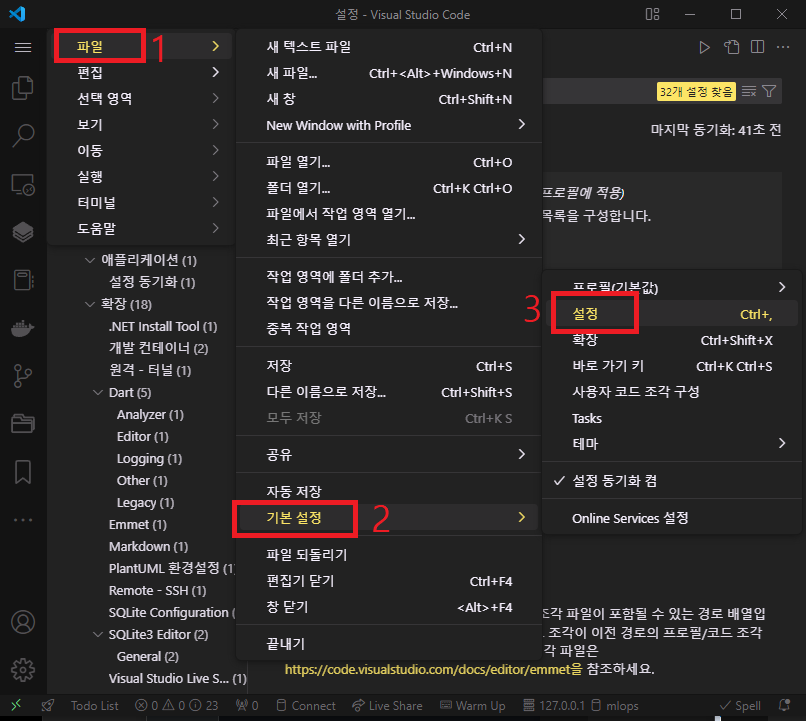 설정 - Visual Studio Code
파일
1
편집
선택 영역
보기
이동
실행
터미널
도움말
애플리케이션 (1)
설정 동기화 (1)
확장 (18)
.NET Install Tool (1)
개발 컨테이너 (2)
원격 - 터널 (1)
Dart (5)
Analyzer (1)
Editor (1)
Logging (1)
Other (1)
Legacy (1)
Emmet (1)
Markdown (1)
PlantUML 환경설정 (1)
Remote - SSH (1)
SQLite Configuration
SQLite3 Editor (2)
General (2)
Visual Studio Live S... (1)
새 텍스트 파일 Ctrl+N
새 파일... Ctrl+<Alt>+Windows+N
새 창 Ctrl+Shift+N
New Window with Profile
파일 열기... Ctrl+O
폴더 열기... Ctrl+K Ctrl+O
파일에서 작업 영역 열기...
최근 항목 열기
작업 영역에 폴더 추가...
작업 영역을 다른 이름으로 저장...
중복 작업 영역
저장 Ctrl+S
다른 이름으로 저장... Ctrl+Shift+S
모두 저장 Ctrl+K S
공유
자동 저장
기본 설정
2
파일 되돌리기
편집기 닫기 Ctrl+F4
창 닫기 <Alt>+F4
끝내기
32개 설정 찾음
마지막 동기화: 41초 전
프로필에 적용)
목록을 구성합니다.
프로필(기본값)
3
설정 Ctrl+,
확장 Ctrl+Shift+X
바로 가기 키 Ctrl+K Ctrl+S
사용자 코드 조각 구성
Tasks
테마
설정 동기화 켬
Online Services 설정
조각 파일이 포함될 수 있는 경로 배열입
조각이 이전 경로의 프로필/코드 조각
각 파일은
https://code.visualstudio.com/docs/editor/emmet을 참조하세요.
Todo List 0 0 23 0 Connect Live Share Warm Up 127.0.0.1 mlops Spell